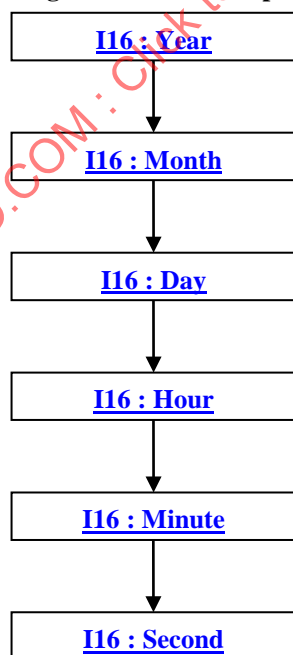 I16 : Year
I16 : Month
I16 : Day
I16 : Hour
I16 : Minute
I16 : Second